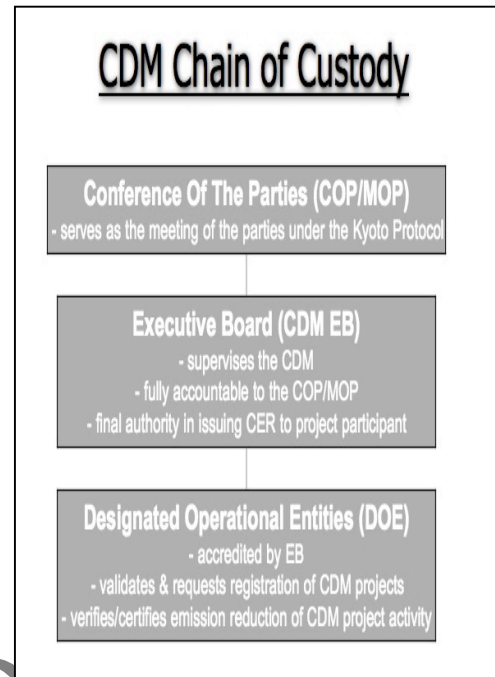 CDM Chain of Custody
Conference Of The Parties (COP/MOP)
- serves as the meeting of the parties under the Kyoto Protocol
Executive Board (CDM EB)
- supervises the CDM
- fully accountable to the COP/MOP
- final authority in issuing CER to project participant
Designated Operational Entities (DOE)
- accredited by EB
- validates & requests registration of CDM projects
- verifies/certifies emission reduction of CDM project activity